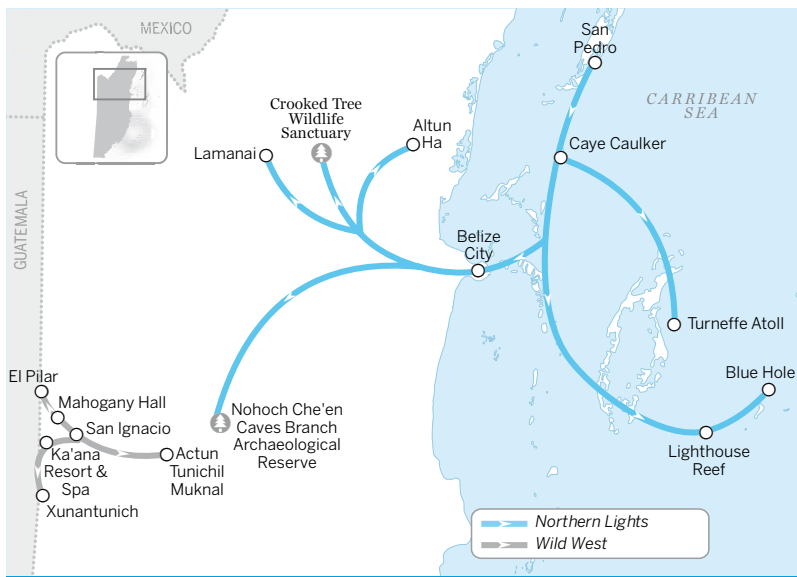 MEXICO
San
Pedro
CARRIBEAN
SEA
Crooked Tree
Wildlife
Sanctuary
Altun
Ha
Lamanai
Caye Caulker
GUATEMALA
Belize
City
Turneffe Atoll
El Pilar
Blue Hole
Mahogany Hall
San Ignacio
Nohoch Che'en
Caves Branch
Archaeological
Reserve
Ka'ana
Resort &
Spa
Actun
Tunichil
Muknal
Lighthouse
Reef
Xunantunich
Northern Lights
Wild West